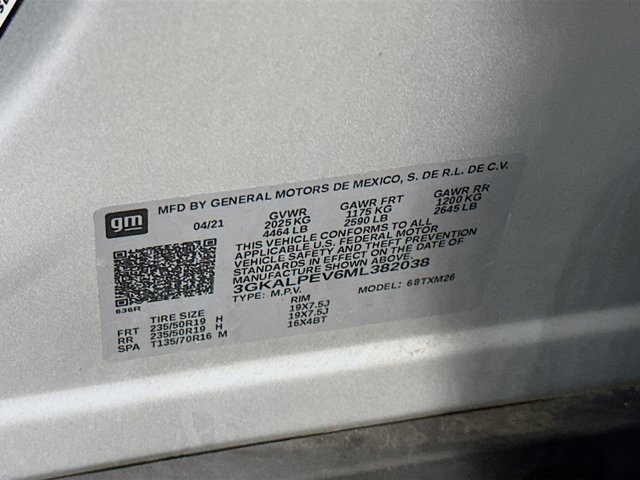 MFD BY GENERAL MOTORS DE MEXICO, S. DE R.L. DE C.V.
gm
04/21 GVWR GAWR FRT GAWR RR
2025 KG 1175 KG 1200 KG
4464 LB 2590 LB 2645 LB
THIS VEHICLE CONFORMS TO ALL
APPLICABLE U.S. FEDERAL MOTOR
VEHICLE SAFETY AND THEFT PREVENTION
STANDARDS IN EFFECT ON THE DATE OF
MANUFACTURE SHOWN ABOVE.
3GKALPEV6ML382038
TYPE: M.P.V. MODEL: 68TXM26
636R
TIRE SIZE RIM
FRT 235/50R19 H 19X7.5J
RR 235/50R19 H 19X7.5J
SPA T135/70R16 M 16X4BT